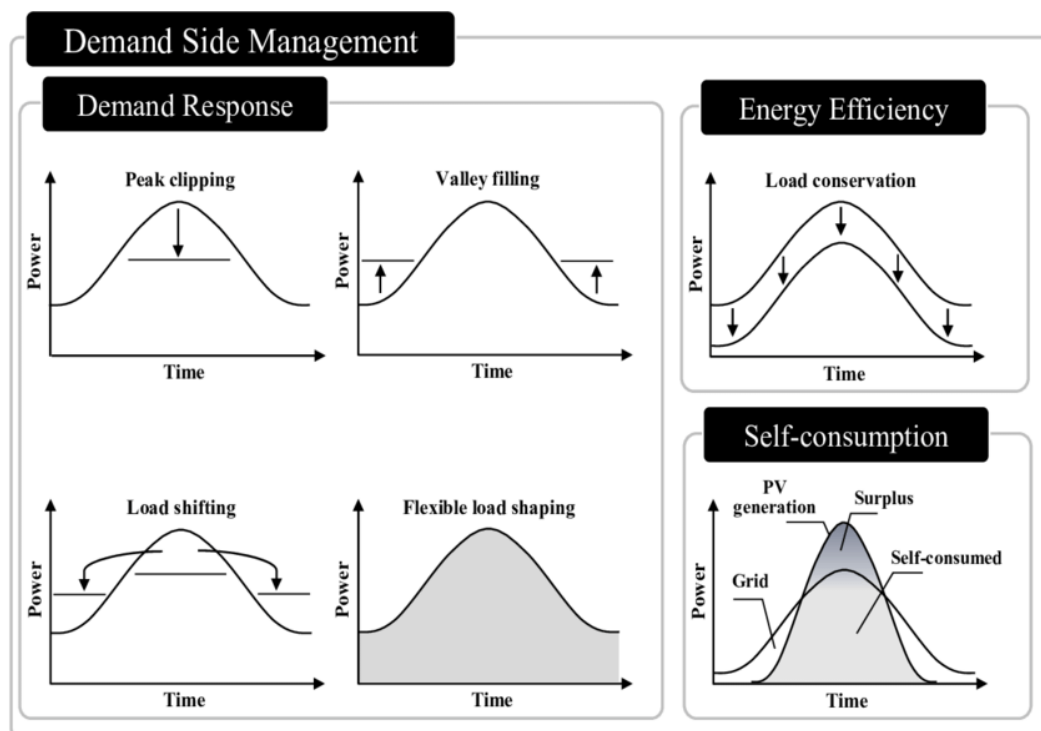 Demand Side Management
Demand Response
Peak clipping
Power
Time
Valley filling
Power
Time
Load shifting
Power
Time
Flexible load shaping
Power
Time
Energy Efficiency
Load conservation
Power
Time
Self-consumption
PV
generation
Surplus
Self-consumed
Grid
Power
Time